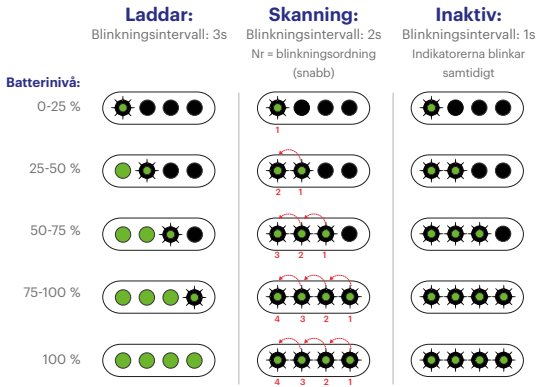 Laddar:
Blinkningsintervall: 3s
Skanning:
Blinkningsintervall: 2s
Nr = blinkningsordning
(snabb)
Inaktiv:
Blinkningsintervall: 1s
Indikatorerna blinkar
samtidigt
Batterinivå:
0-25 %
1
25-50 %
2 1
50-75 %
3 2 1
75-100 %
4 3 2 1
100 %
4 3 2 1